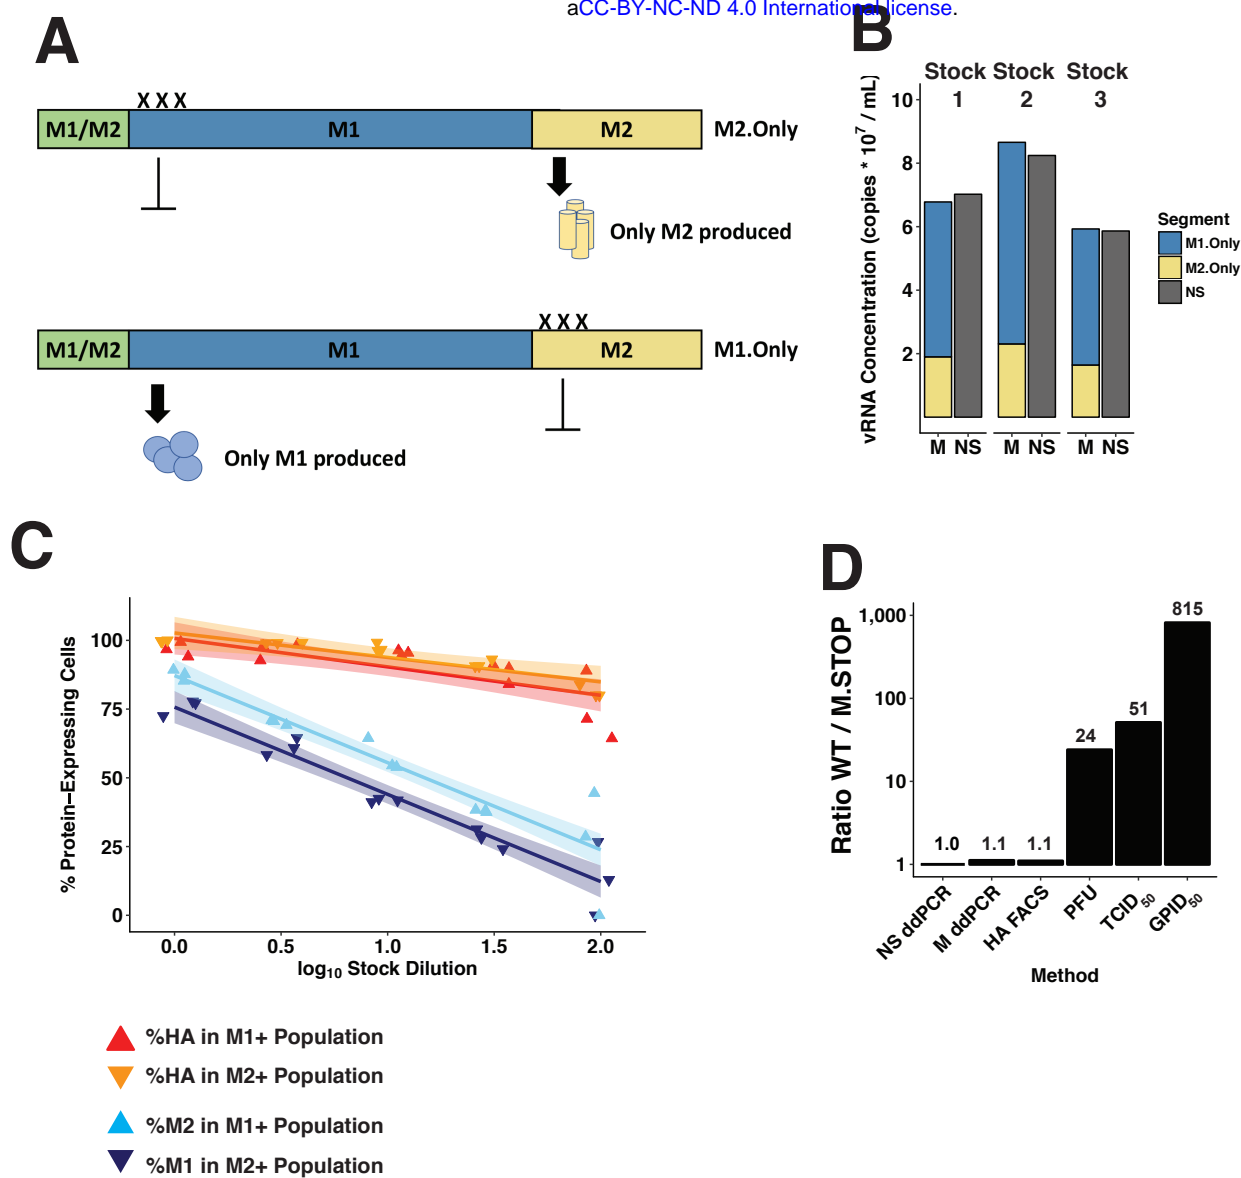 aCC-BY-NC-ND 4.0 International license.
A
X X X
M1/M2 M1 M2 M2.Only
Only M2 produced
X X X
M1/M2 M1 M2 M1.Only
Only M1 produced
B
Stock 1 Stock 2 Stock 3
vRNA Concentration (copies * 10^7 / mL)
10
8
6
4
2
M NS M NS M NS
Segment
M1.Only
M2.Only
NS
C
% Protein–Expressing Cells
100
75
50
25
0
0.0 0.5 1.0 1.5 2.0
log10 Stock Dilution
%HA in M1+ Population
%HA in M2+ Population
%M2 in M1+ Population
%M1 in M2+ Population
D
Ratio WT / M.STOP
1,000
100
10
1
1.0 1.1 1.1 24 51 815
NS ddPCR M ddPCR HA FACS PFU TCID50 GPID50
Method